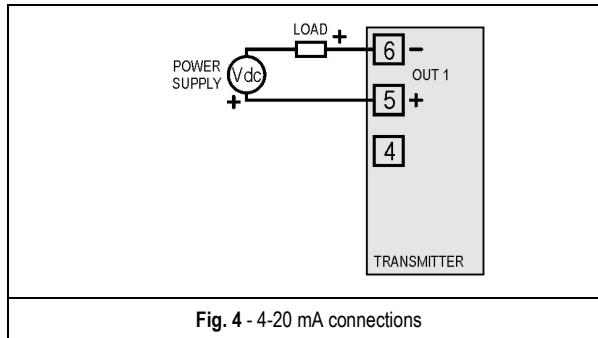 LOAD +
6 -
POWER
SUPPLY
Vdc
OUT 1
+
5 +
4
TRANSMITTER
Fig. 4 - 4-20 mA connections